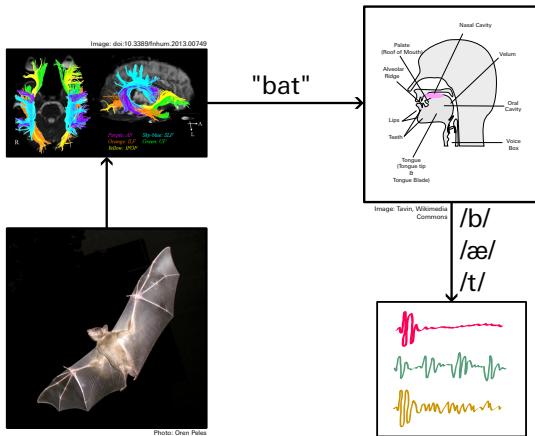 Image: doi:10.3389/fnhum.2013.00749
R
Purple: AF
Sky-blue: SLF
Orange: ILF
Green: UF
Yellow: IFOF
A
"bat"
Nasal Cavity
Palate
(Roof of Mouth)
Velum
Alveolar
Ridge
Oral
Cavity
Lips
Teeth
Voice
Box
Tongue
(Tongue tip
&
Tongue Blade)
Image: Tavin, Wikimedia
Commons
/b/
/æ/
/t/
Photo: Oren Peles